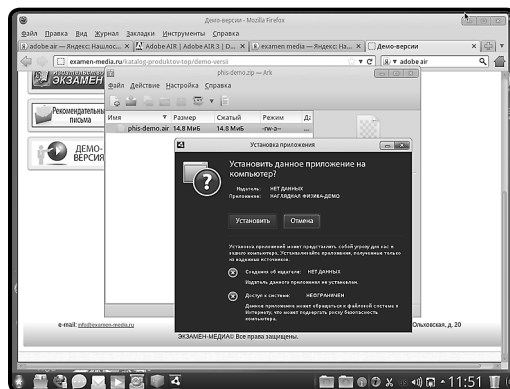 Демо-версии - Mozilla Firefox
Файл Правка Вид Журнал Закладки Инструменты Справка
adobe air — Яндекс: Нашлос... Adobe AIR | Adobe AIR 3 | D... examen media — Яндекс: На... Демо-версии
examen-media.ru/katalog-produktov-top/demo-versii adobe air
phis-demo.zip — Ark
ЭКЗАМЕН
Файл Действие Настройка Справка
Рекомендательные письма
Имя Размер Сжатый Режим
phis-demo.air 14.8 МиБ 14.8 МиБ -rw-a--
ДЕМО-
ВЕРСИЯ
Установка приложения
Установить данное приложение на
компьютер?
Издатель: НЕТ ДАННЫХ
Приложение: НАГЛЯДНАЯ ФИЗИКА-ДЕМО
Установить Отмена
Установка приложений может представлять собой угрозу для вас и
вашего компьютера. Устанавливайте приложения, полученные только
из надежных источников.
Сведения об издателе: НЕТ ДАННЫХ
Издатель данного приложения не установлен.
Доступ к системе: НЕОГРАНИЧЕН
Данное приложение может обращаться к файловой системе и
Интернету, что может подвергать риску безопасность
компьютера.
e-mail: info@examen-media.ru Ольховская, д. 20
ЭКЗАМЕН-МЕДИА© Все права защищены.
11:51